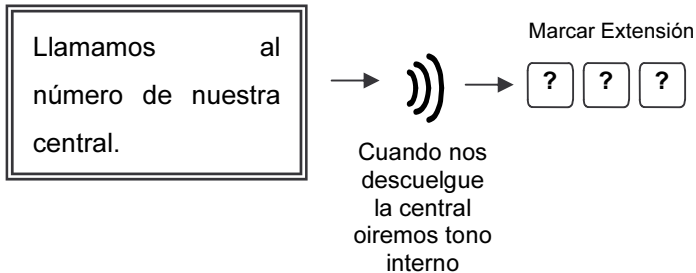 Llamamos al
número de nuestra
central.
Cuando nos
descuelgue
la central
oiremos tono
interno
Marcar Extensión
? ? ?